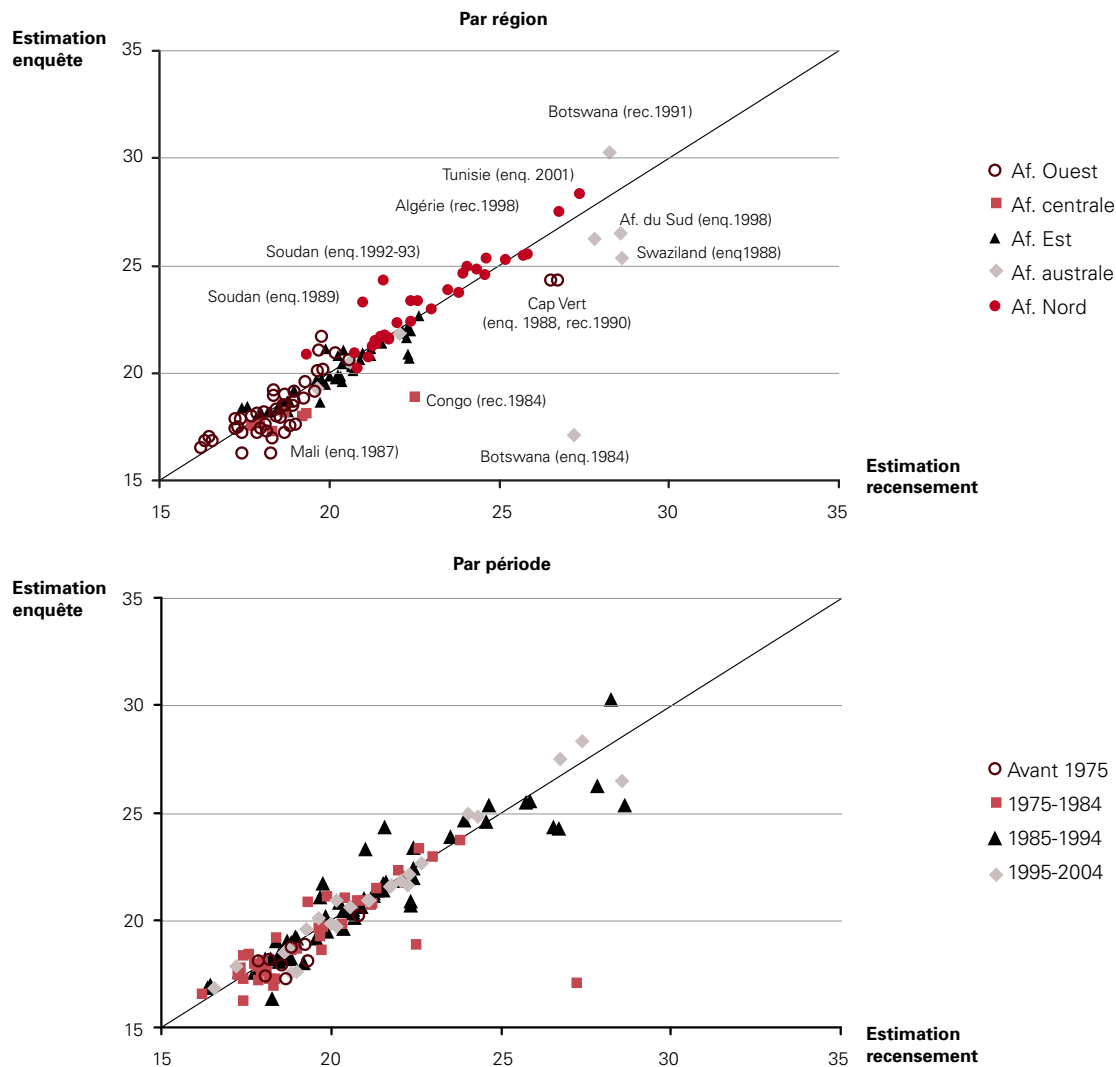 Par région
Estimation
enquête
35
30
25
20
15
15
20
25
30
35
Estimation
recensement
Botswana (rec.1991)
Tunisie (enq. 2001)
Algérie (rec.1998)
Af. du Sud (enq.1998)
Soudan (enq.1992-93)
Swaziland (enq1988)
Soudan (enq.1989)
Cap Vert
(enq. 1988, rec.1990)
Congo (rec.1984)
Mali (enq.1987)
Botswana (enq.1984)
Af. Ouest
Af. centrale
Af. Est
Af. australe
Af. Nord
Par période
Estimation
enquête
35
30
25
20
15
15
20
25
30
35
Estimation
recensement
Avant 1975
1975-1984
1985-1994
1995-2004